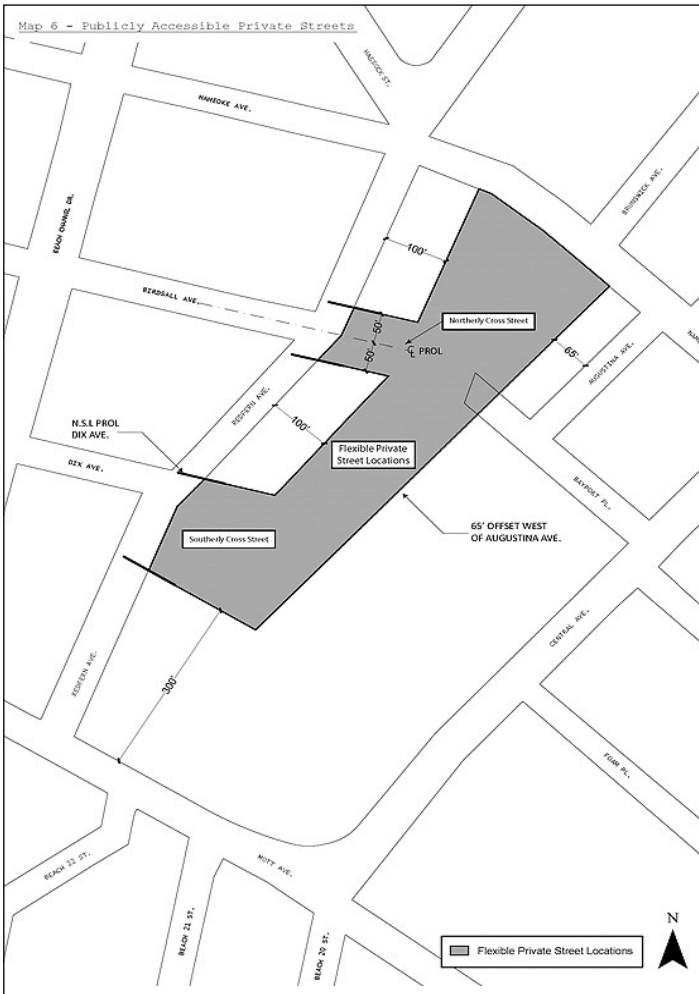 Map 6 - Publicly Accessible Private Streets
HASSOCK ST.
NAMEOKE AVE.
BRUNSWICK AVE.
BEACH CHANNEL DR.
100'
BIRDSALL AVE.
50'
Northerly Cross Street
℄ PROL
50'
65'
AUGUSTINA AVE.
REDFERN AVE.
N.S.L PROL
DIX AVE.
100'
Flexible Private
Street Locations
DIX AVE.
BAYPORT PL.
65' OFFSET WEST
OF AUGUSTINA AVE.
Southerly Cross Street
CENTRAL AVE.
REDFERN AVE.
300'
FOAM PL.
MOTT AVE.
BEACH 22 ST.
BEACH 21 ST.
BEACH 20 ST.
N
Flexible Private Street Locations